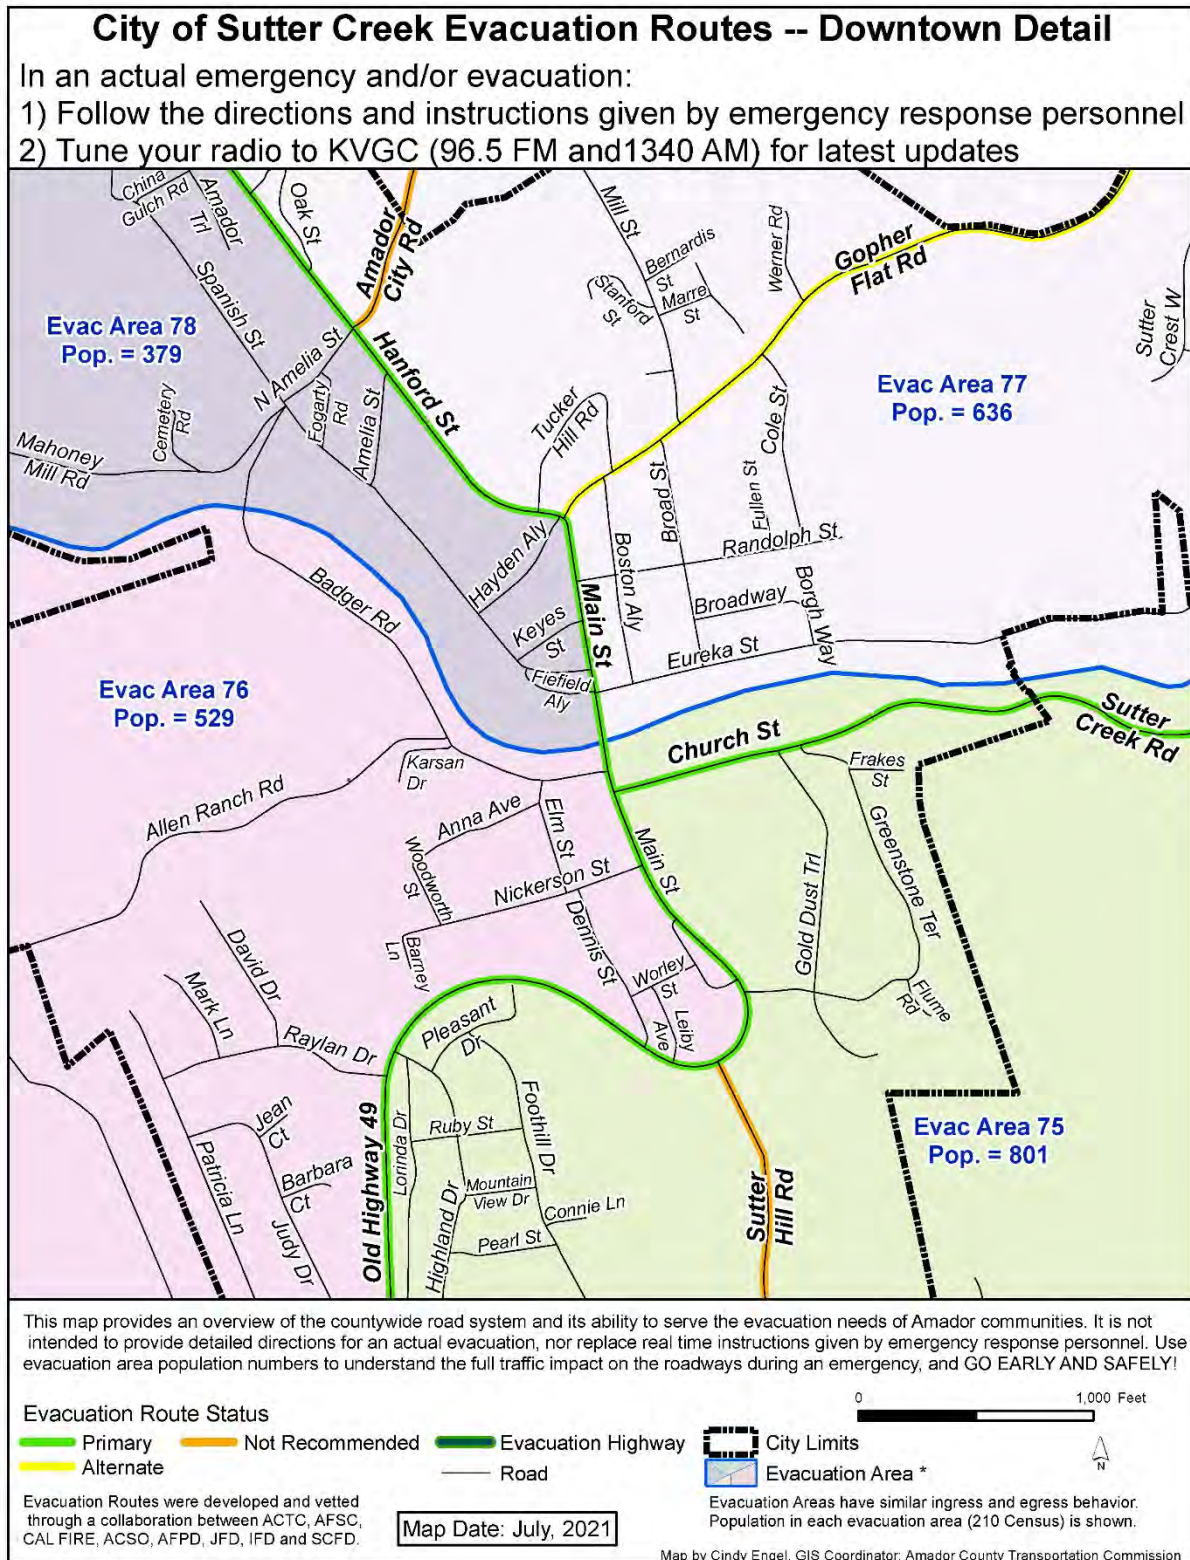 City of Sutter Creek Evacuation Routes -- Downtown Detail
In an actual emergency and/or evacuation:
1) Follow the directions and instructions given by emergency response personnel
2) Tune your radio to KVGC (96.5 FM and1340 AM) for latest updates
China
Gulch Rd
Amador
Trl
Oak St
Amador
City Rd
Mill St
Bernardis
St
Stanford
St
Marre
St
Werner Rd
Gopher
Flat Rd
Sutter
Crest W
Spanish St
Evac Area 78
Pop. = 379
N Amelia St
Hanford St
Evac Area 77
Pop. = 636
Cemetery
Rd
Fogarty
Rd
Amelia St
Tucker
Hill Rd
Cole St
Mahoney
Mill Rd
Broad St
Fullen St
Randolph St
Hayden Aly
Boston Aly
Badger Rd
Main St
Broadway
Borgh Way
Keyes
St
Eureka St
Fiefield
Aly
Evac Area 76
Pop. = 529
Church St
Sutter
Creek Rd
Karsan
Dr
Frakes
St
Allen Ranch Rd
Anna Ave
Elm St
Main St
Greenstone Ter
Woodworth
St
Nickerson St
Gold Dust Trl
Dennis St
Barney
Ln
David Dr
Mark Ln
Worley
St
Leiby
Ave
Flume
Rd
Raylan Dr
Pleasant
Dr
Foothill Dr
Jean
Ct
Ruby St
Lorinda Dr
Old Highway 49
Evac Area 75
Pop. = 801
Patricia Ln
Barbara
Ct
Judy Dr
Mountain
View Dr
Highland Dr
Connie Ln
Pearl St
Sutter
Hill Rd
This map provides an overview of the countywide road system and its ability to serve the evacuation needs of Amador communities. It is not
intended to provide detailed directions for an actual evacuation, nor replace real time instructions given by emergency response personnel. Use
evacuation area population numbers to understand the full traffic impact on the roadways during an emergency, and GO EARLY AND SAFELY!
0 1,000 Feet
Evacuation Route Status
Primary Not Recommended Evacuation Highway City Limits
Alternate Road Evacuation Area *
N
Evacuation Routes were developed and vetted
through a collaboration between ACTC, AFSC,
CAL FIRE, ACSO, AFPD, JFD, IFD and SCFD.
Map Date: July, 2021
Evacuation Areas have similar ingress and egress behavior.
Population in each evacuation area (210 Census) is shown.
Map by Cindy Engel, GIS Coordinator: Amador County Transportation Commission